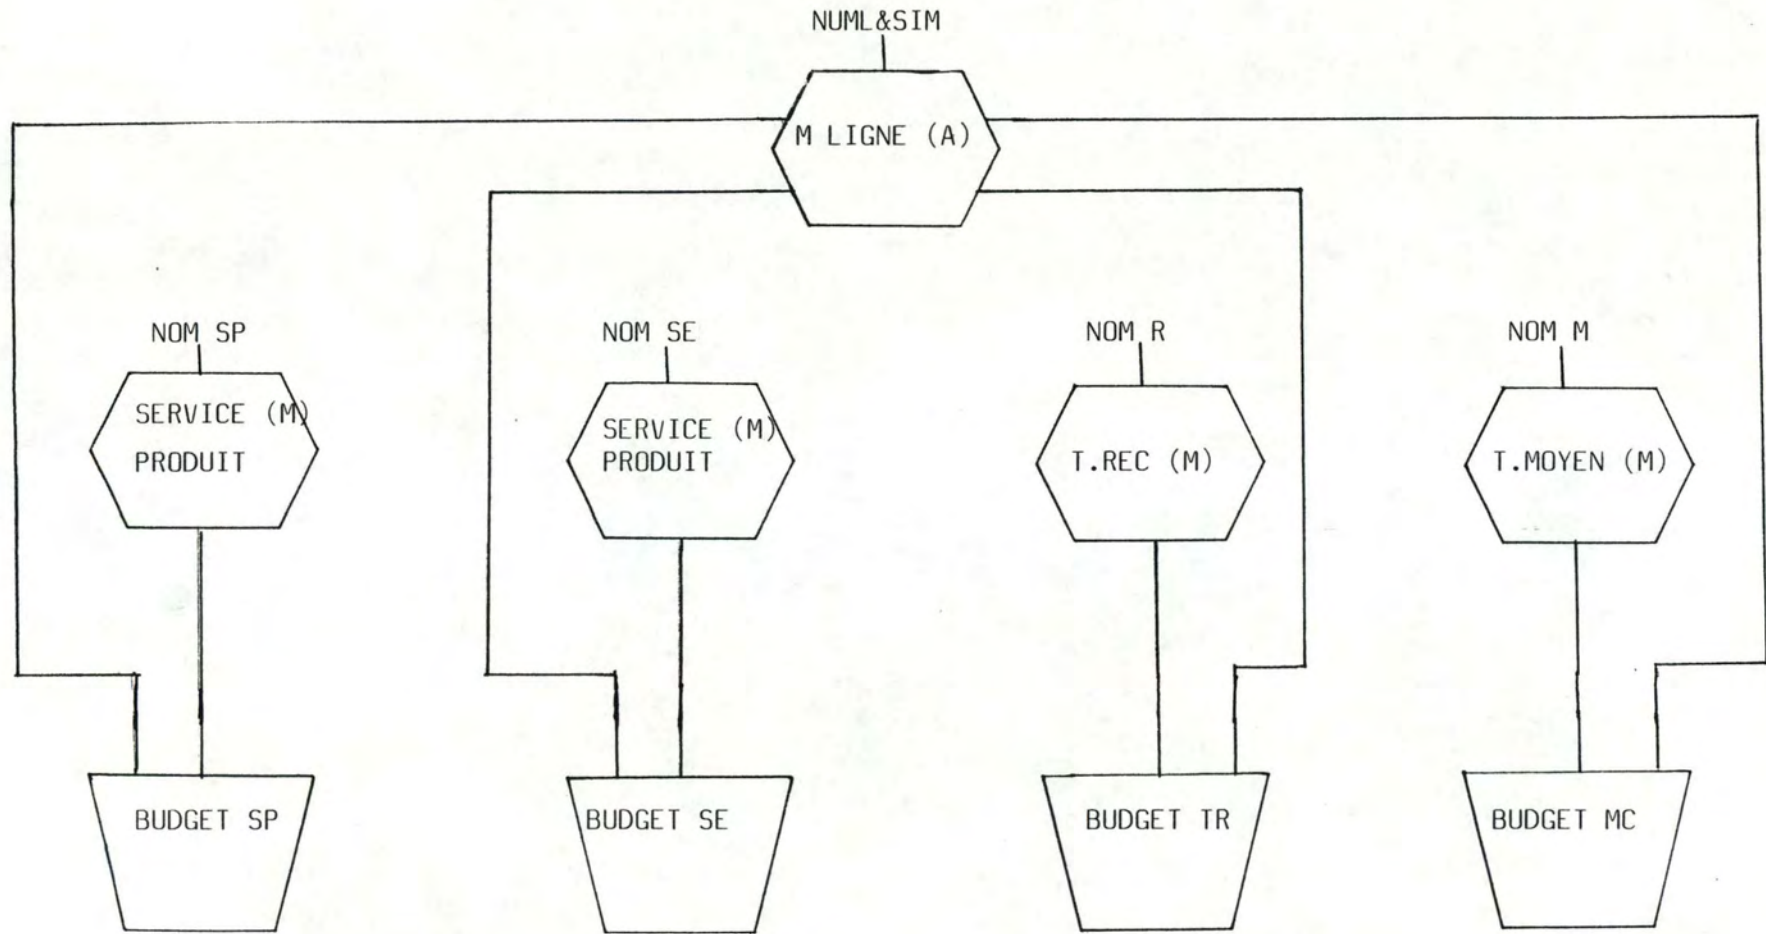 NUML&SIM
M LIGNE (A)
NOM SP
NOM SE
NOM R
NOM M
SERVICE (M)
PRODUIT
SERVICE (M)
PRODUIT
T.REC (M)
T.MOYEN (M)
BUDGET SP
BUDGET SE
BUDGET TR
BUDGET MC